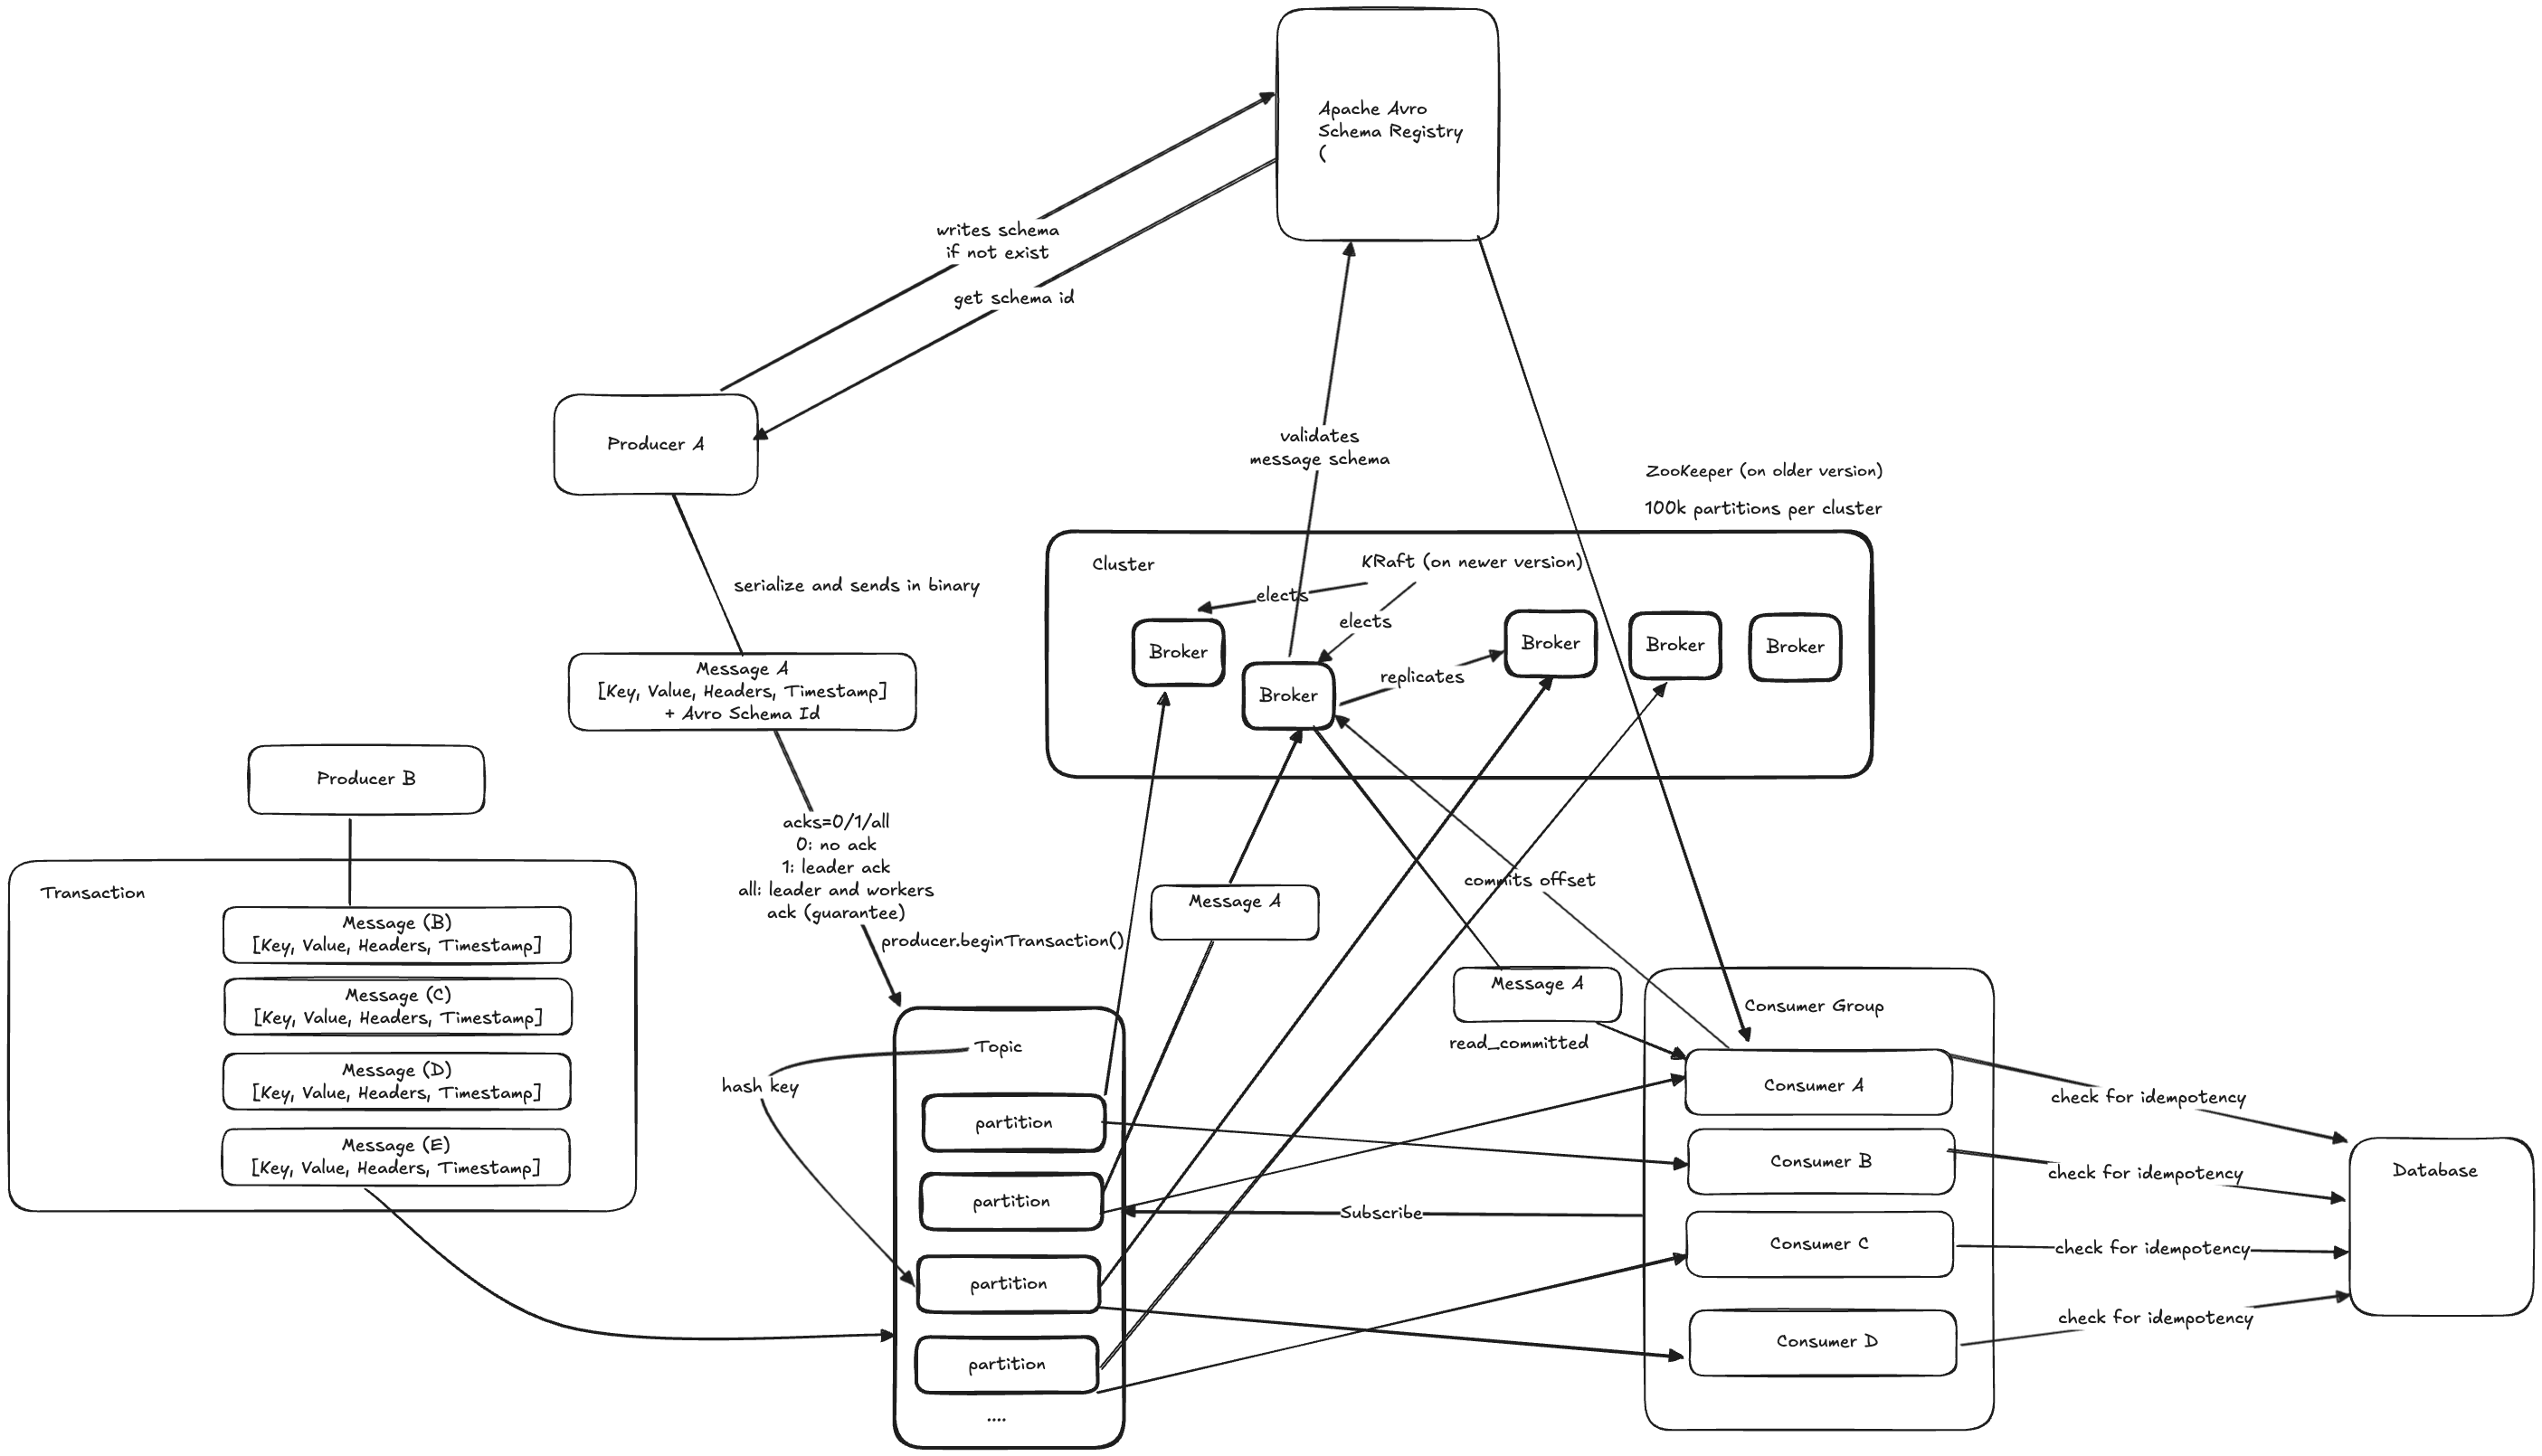 Apache Avro
Schema Registry
(
writes schema
if not exist
get schema id
Producer A
validates
message schema
ZooKeeper (on older version)
100k partitions per cluster
Cluster
KRaft (on newer version)
elects
elects
Broker
Broker
replicates
Broker
Broker
Broker
serialize and sends in binary
Message A
[Key, Value, Headers, Timestamp]
+ Avro Schema Id
Producer B
acks=0/1/all
0: no ack
1: leader ack
all: leader and workers
ack (guarantee)
producer.beginTransaction()
Transaction
Message (B)
[Key, Value, Headers, Timestamp]
Message (C)
[Key, Value, Headers, Timestamp]
Message (D)
[Key, Value, Headers, Timestamp]
Message (E)
[Key, Value, Headers, Timestamp]
Message A
commits offset
Message A
read_committed
Topic
hash key
partition
partition
partition
partition
....
Subscribe
Consumer Group
Consumer A
Consumer B
Consumer C
Consumer D
check for idempotency
check for idempotency
check for idempotency
check for idempotency
Database